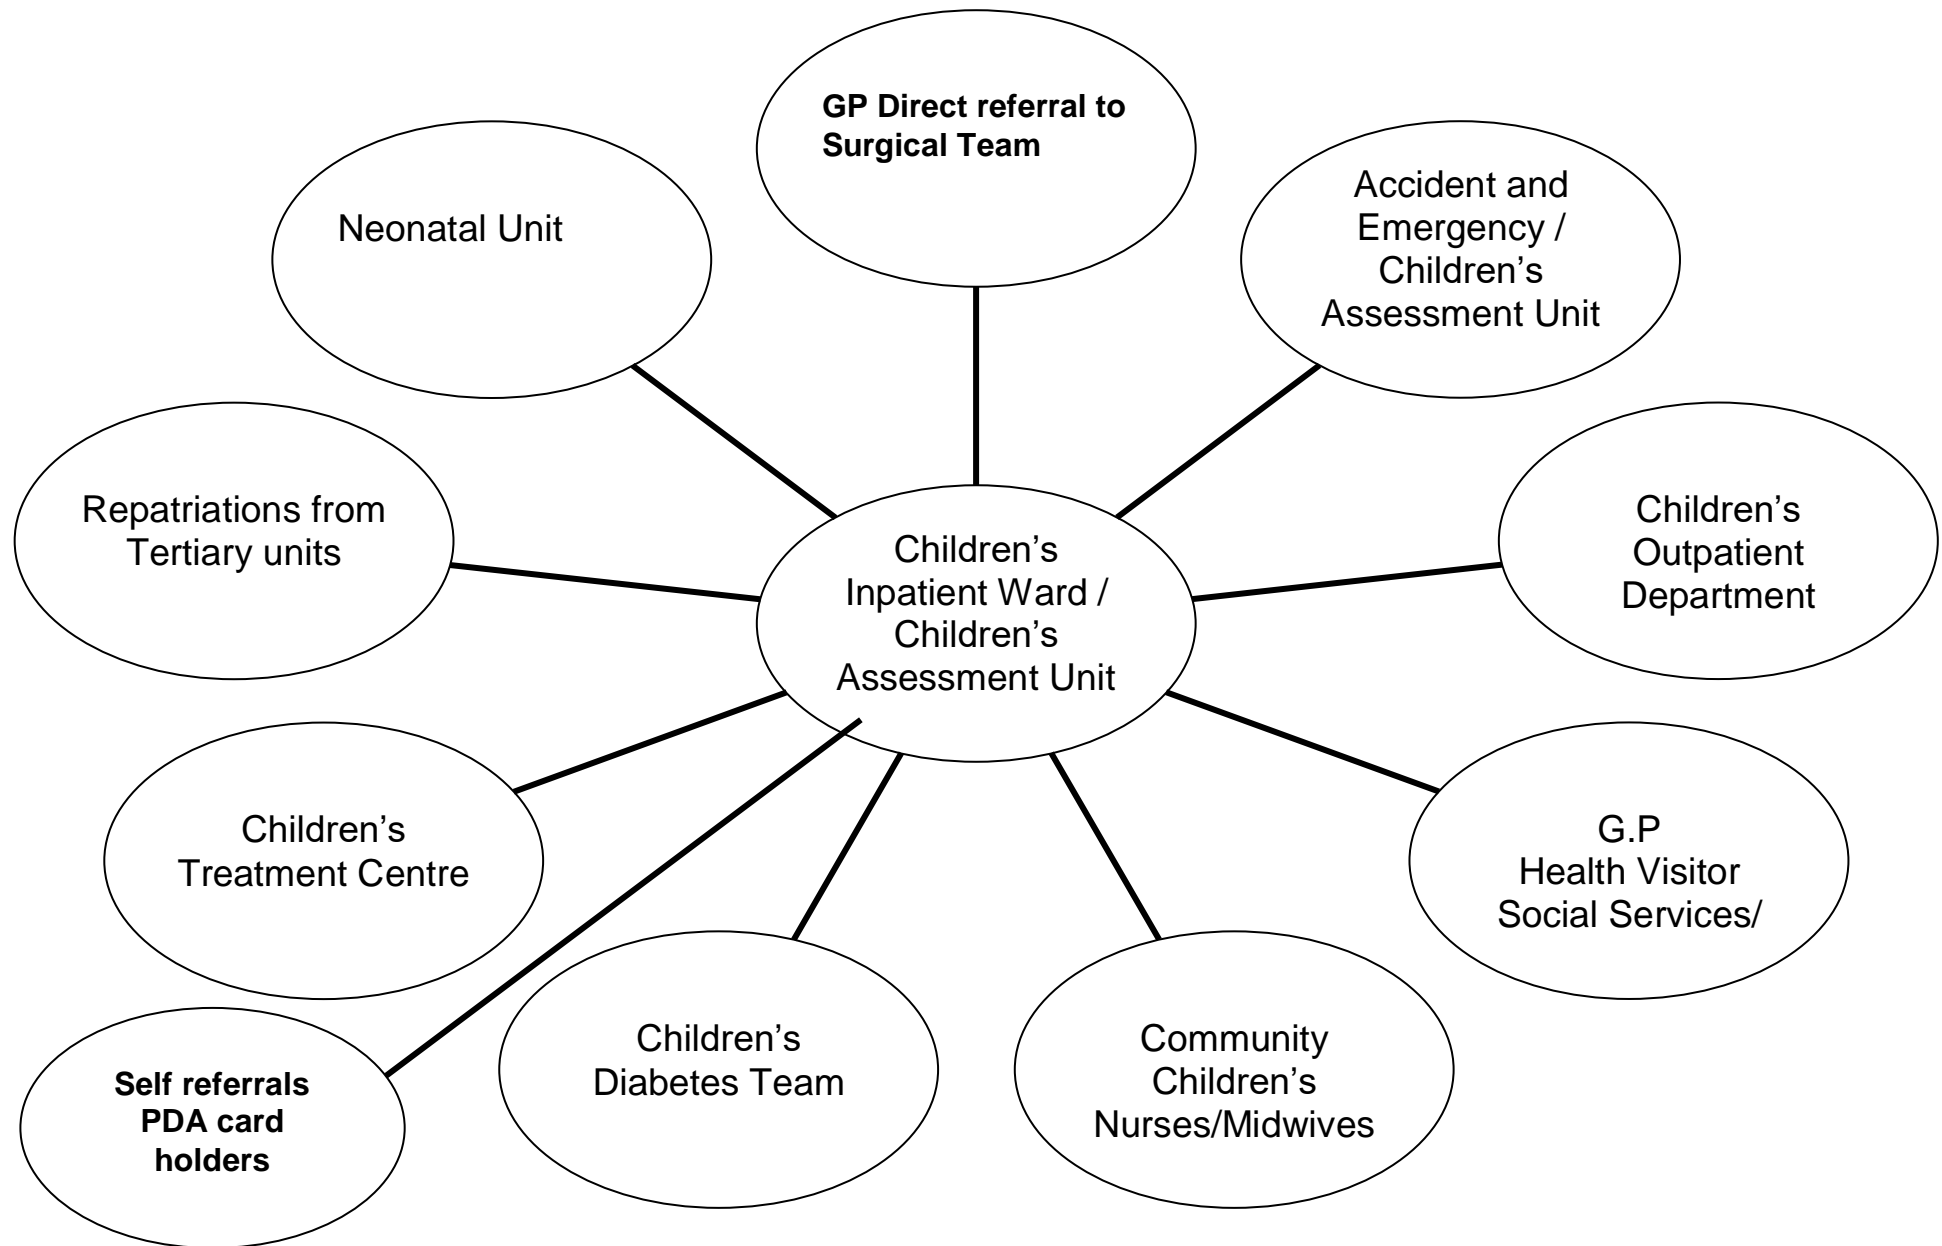 GP Direct referral to
Surgical Team
Neonatal Unit
Accident and
Emergency /
Children’s
Assessment Unit
Repatriations from
Tertiary units
Children’s
Inpatient Ward /
Children’s
Assessment Unit
Children’s
Outpatient
Department
Children’s
Treatment Centre
G.P
Health Visitor
Social Services/
Self referrals
PDA card
holders
Children’s
Diabetes Team
Community
Children’s
Nurses/Midwives